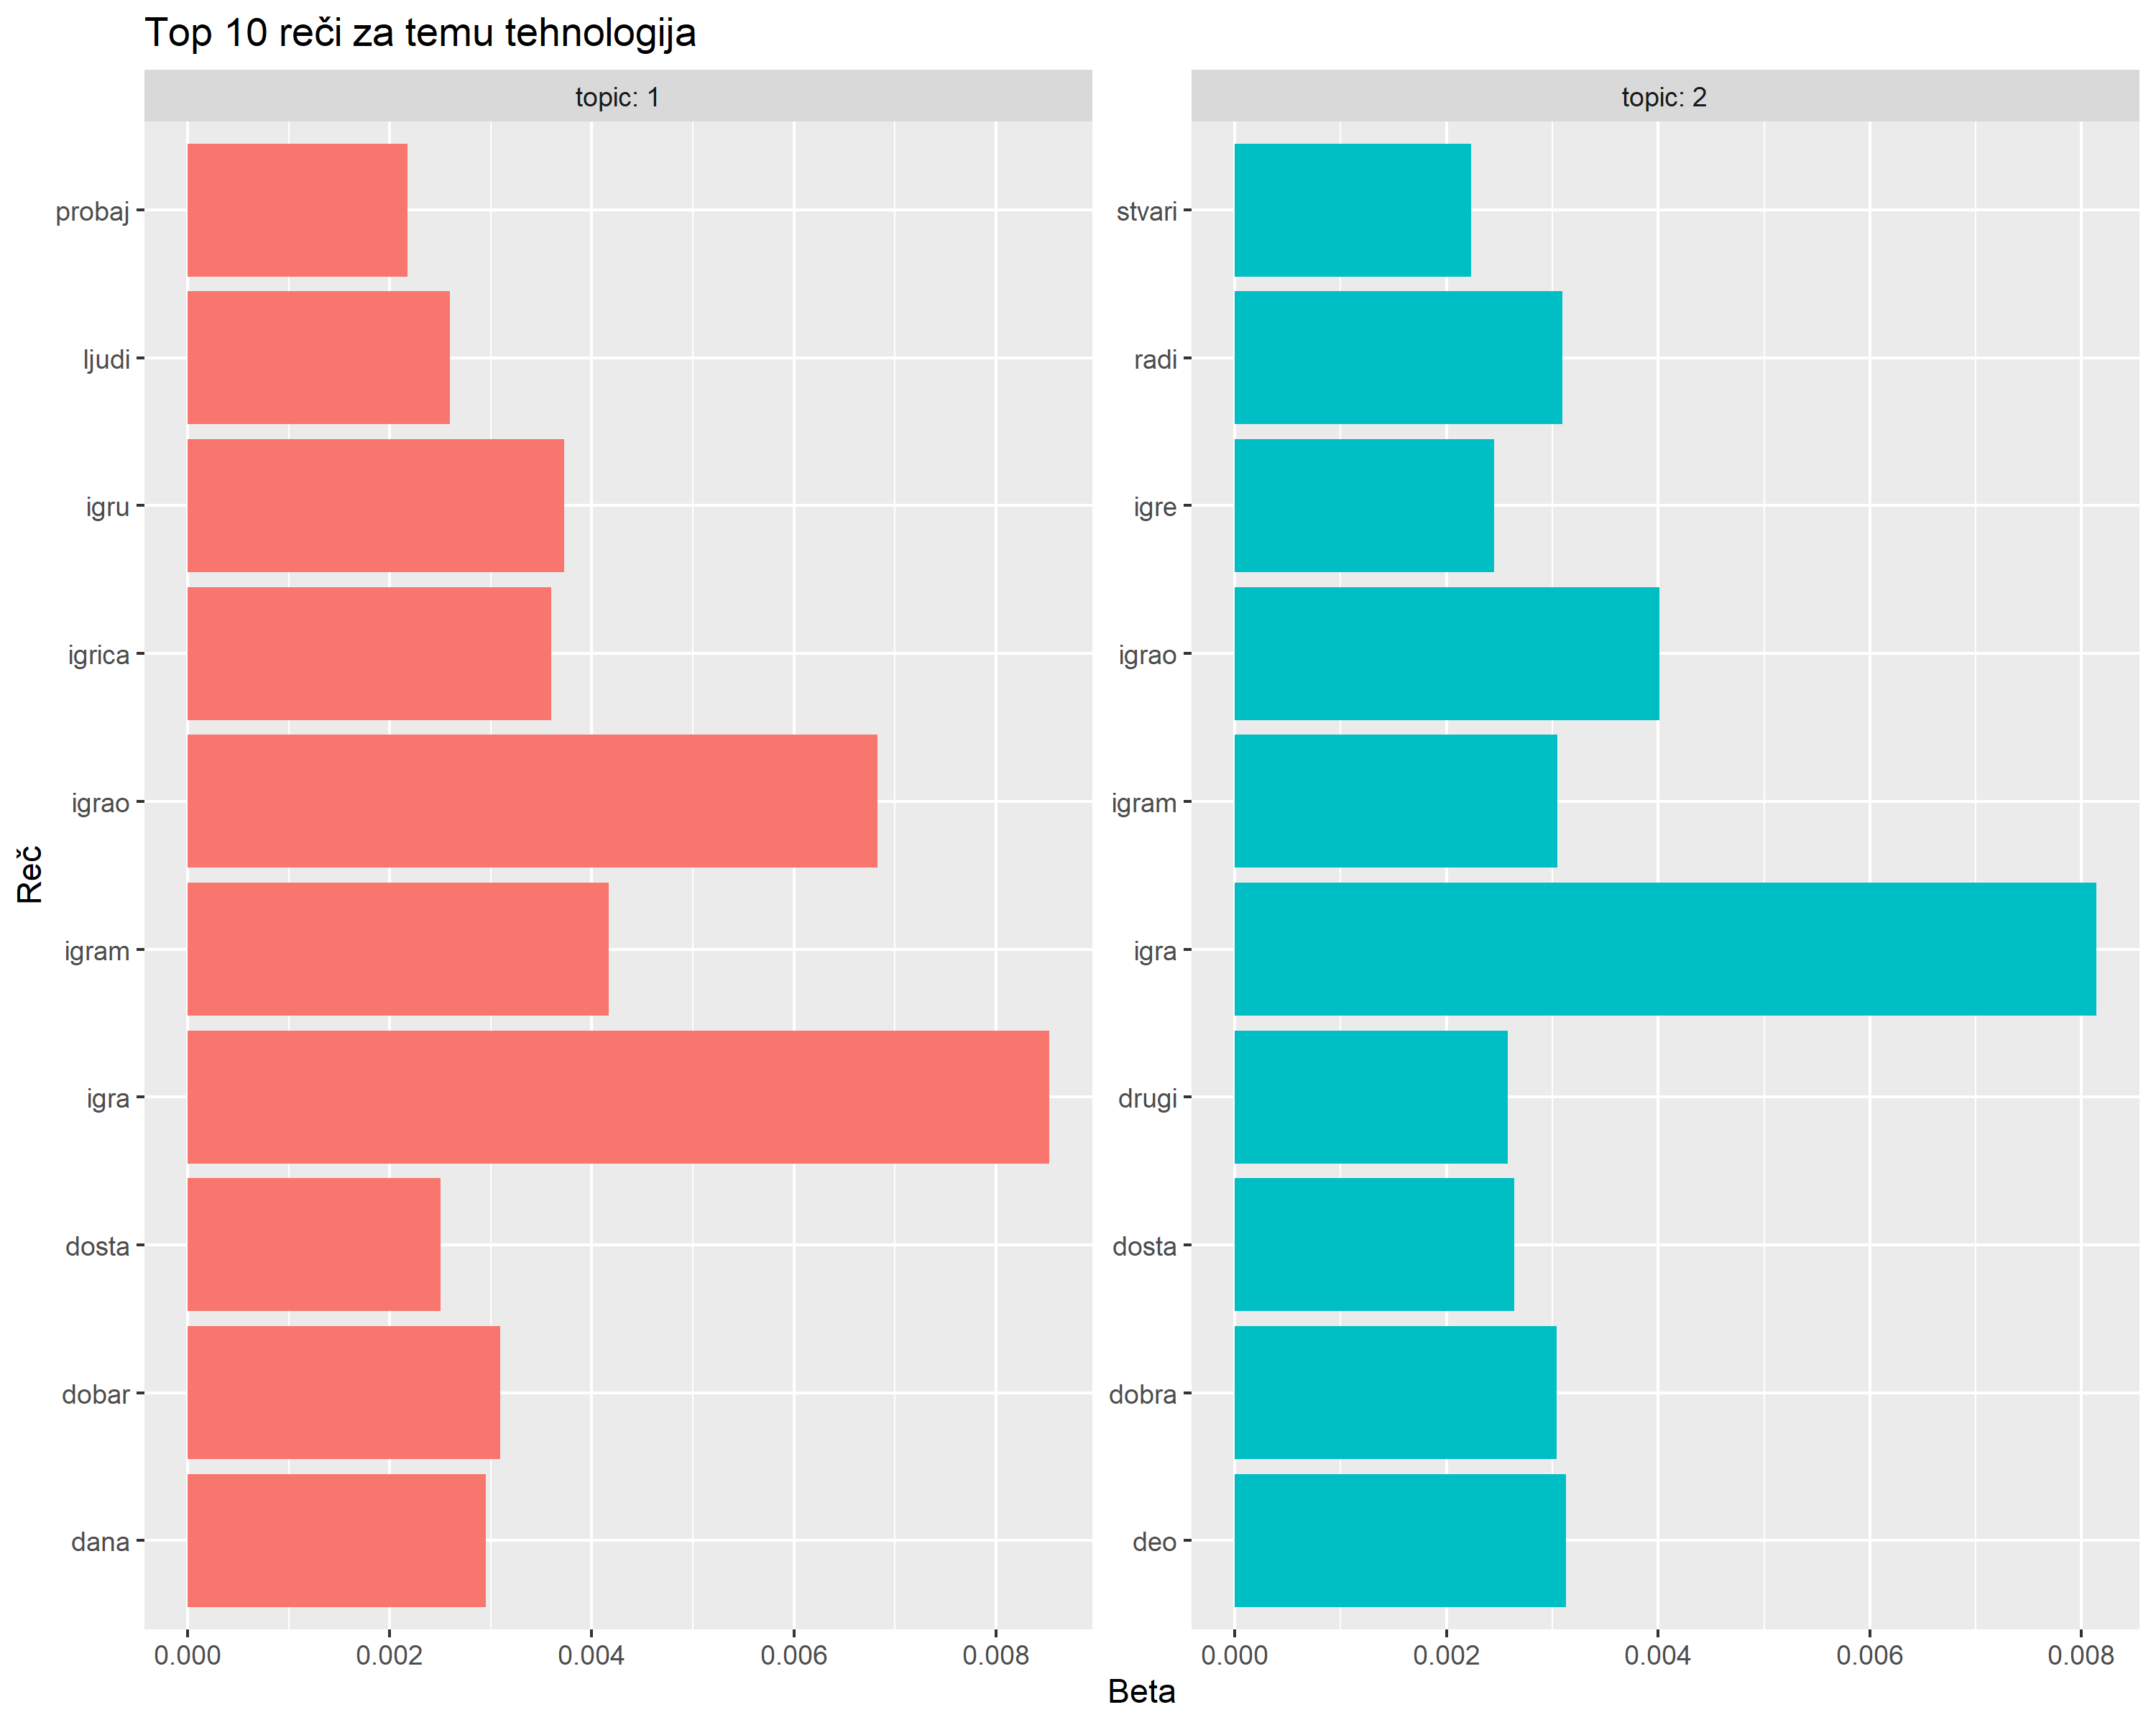 Top 10 reči za temu tehnologija
topic: 1
probaj
ljudi
igru
igrica
igrao
igram
igra
dosta
dobar
dana
0.000 0.002 0.004 0.006 0.008
topic: 2
stvari
radi
igre
igrao
igram
igra
drugi
dosta
dobra
deo
0.000 0.002 0.004 0.006 0.008
Reč
Beta